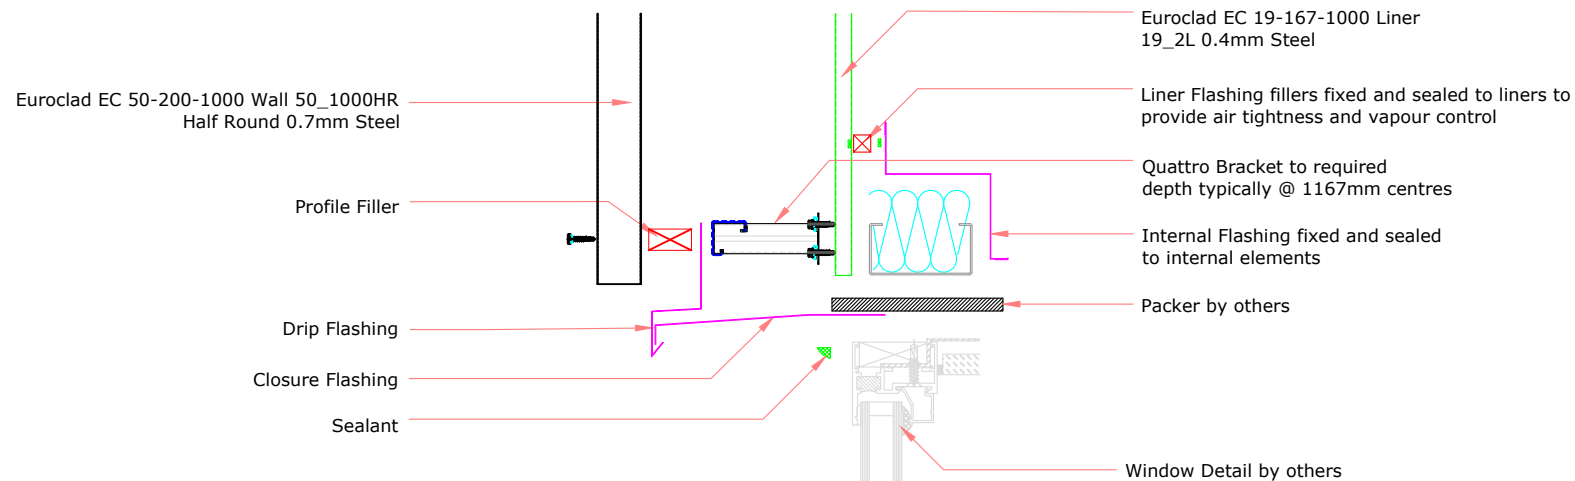 Euroclad EC 19-167-1000 Liner
19_2L 0.4mm Steel
Euroclad EC 50-200-1000 Wall 50_1000HR
Half Round 0.7mm Steel
Liner Flashing fillers fixed and sealed to liners to
provide air tightness and vapour control
Quattro Bracket to required
depth typically @ 1167mm centres
Profile Filler
Internal Flashing fixed and sealed
to internal elements
Packer by others
Drip Flashing
Closure Flashing
Sealant
Window Detail by others